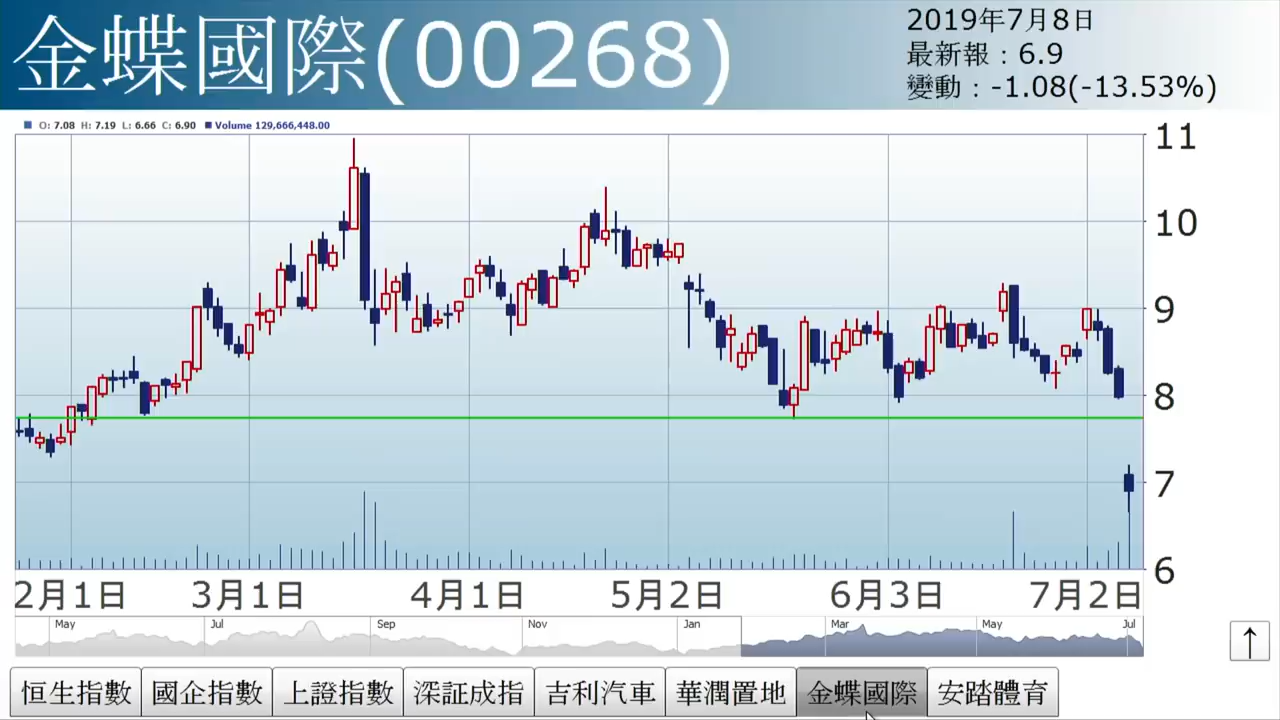 金蝶國際(00268)
2019年7月8日
最新報：6.9
變動：-1.08(-13.53%)
O: 7.08 H: 7.19 L: 6.66 C: 6.90 Volume 129,666,448.00
11
10
9
8
7
6
2月1日 3月1日 4月1日 5月2日 6月3日 7月2日
May Jul Sep Nov Jan Mar May Jul
恒生指數 國企指數 上證指數 深証成指 吉利汽車 華潤置地 金蝶國際 安踏體育